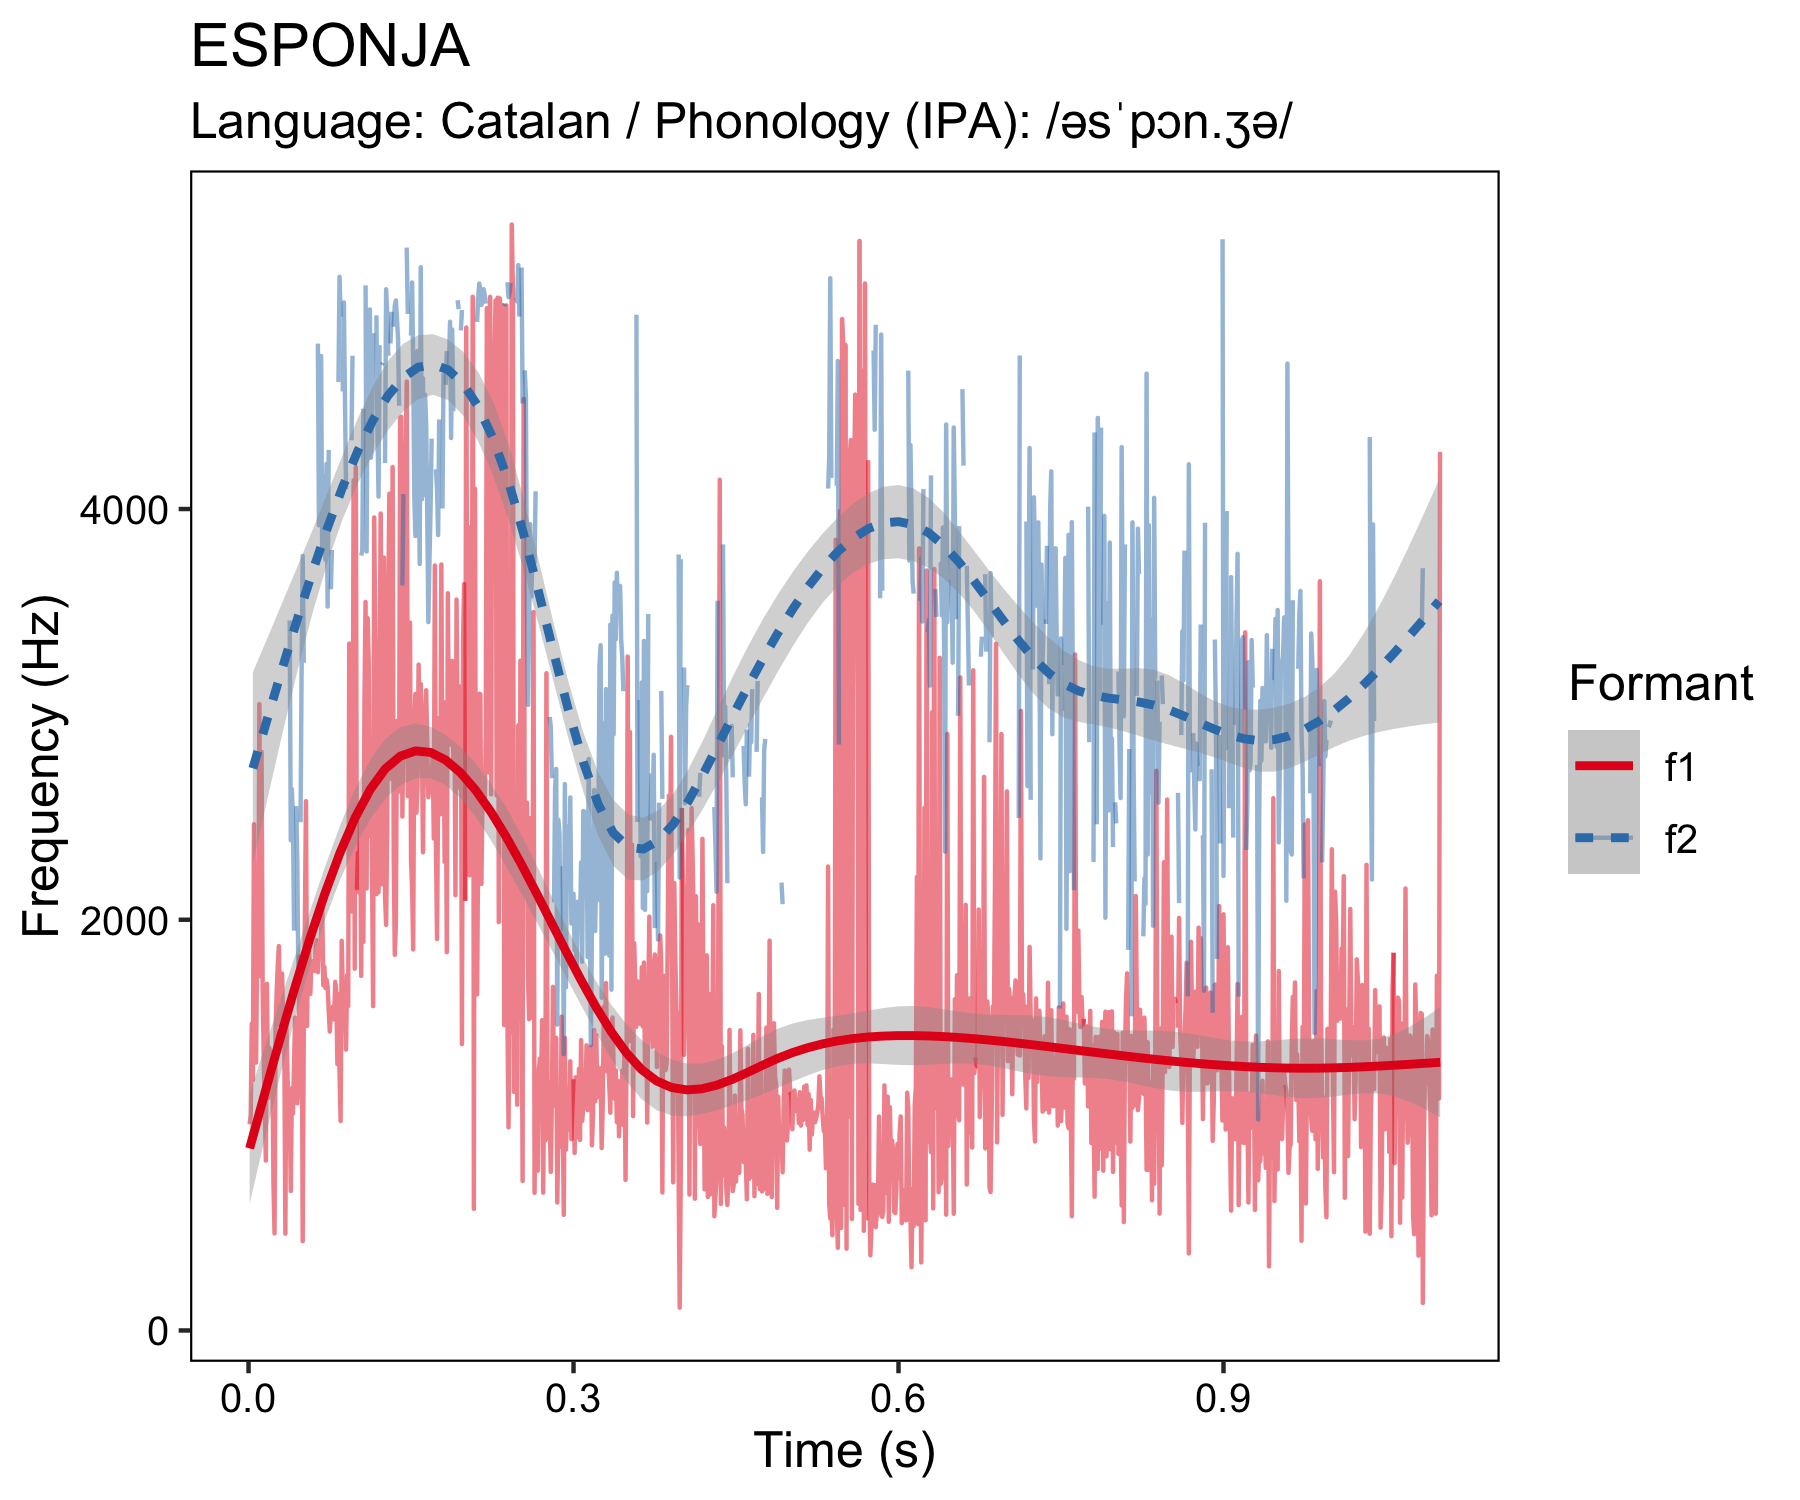 ESPONJA
Language: Catalan / Phonology (IPA): /əsˈpɔn.ʒə/
Frequency (Hz)
4000
2000
0
0.0 0.3 0.6 0.9
Time (s)
Formant
f1
f2